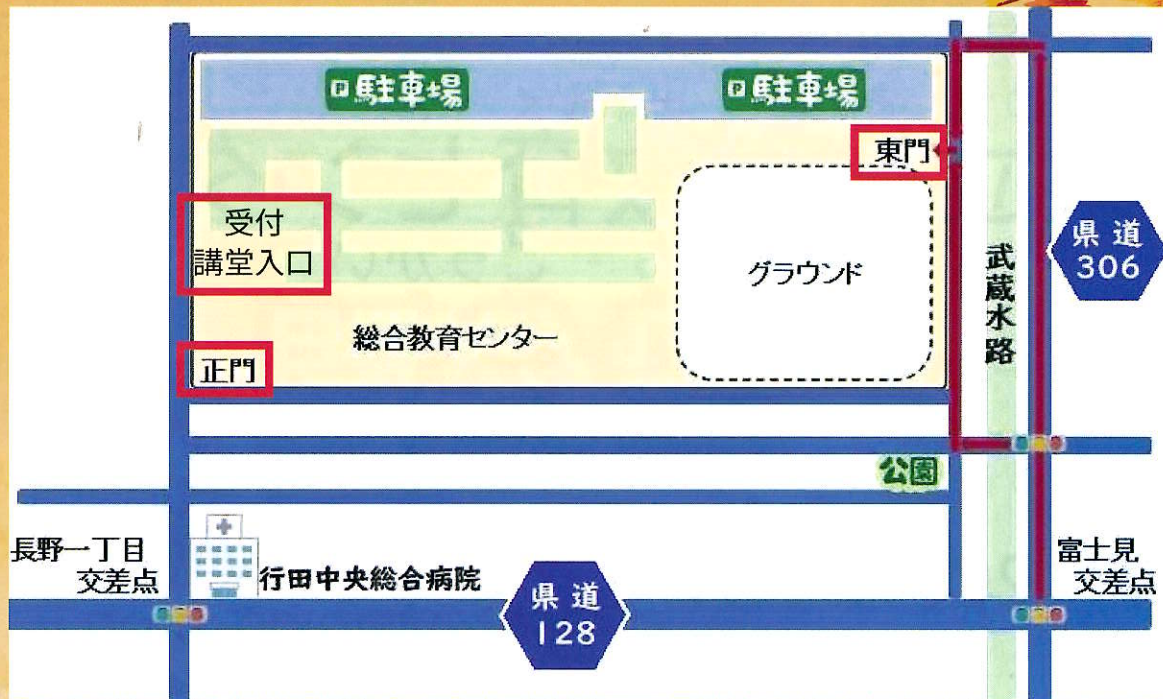 P駐車場
P駐車場
東門
受付
講堂入口
グラウンド
武蔵水路
県道
306
総合教育センター
正門
公園
長野一丁目
交差点
行田中央総合病院
県道
128
富士見
交差点